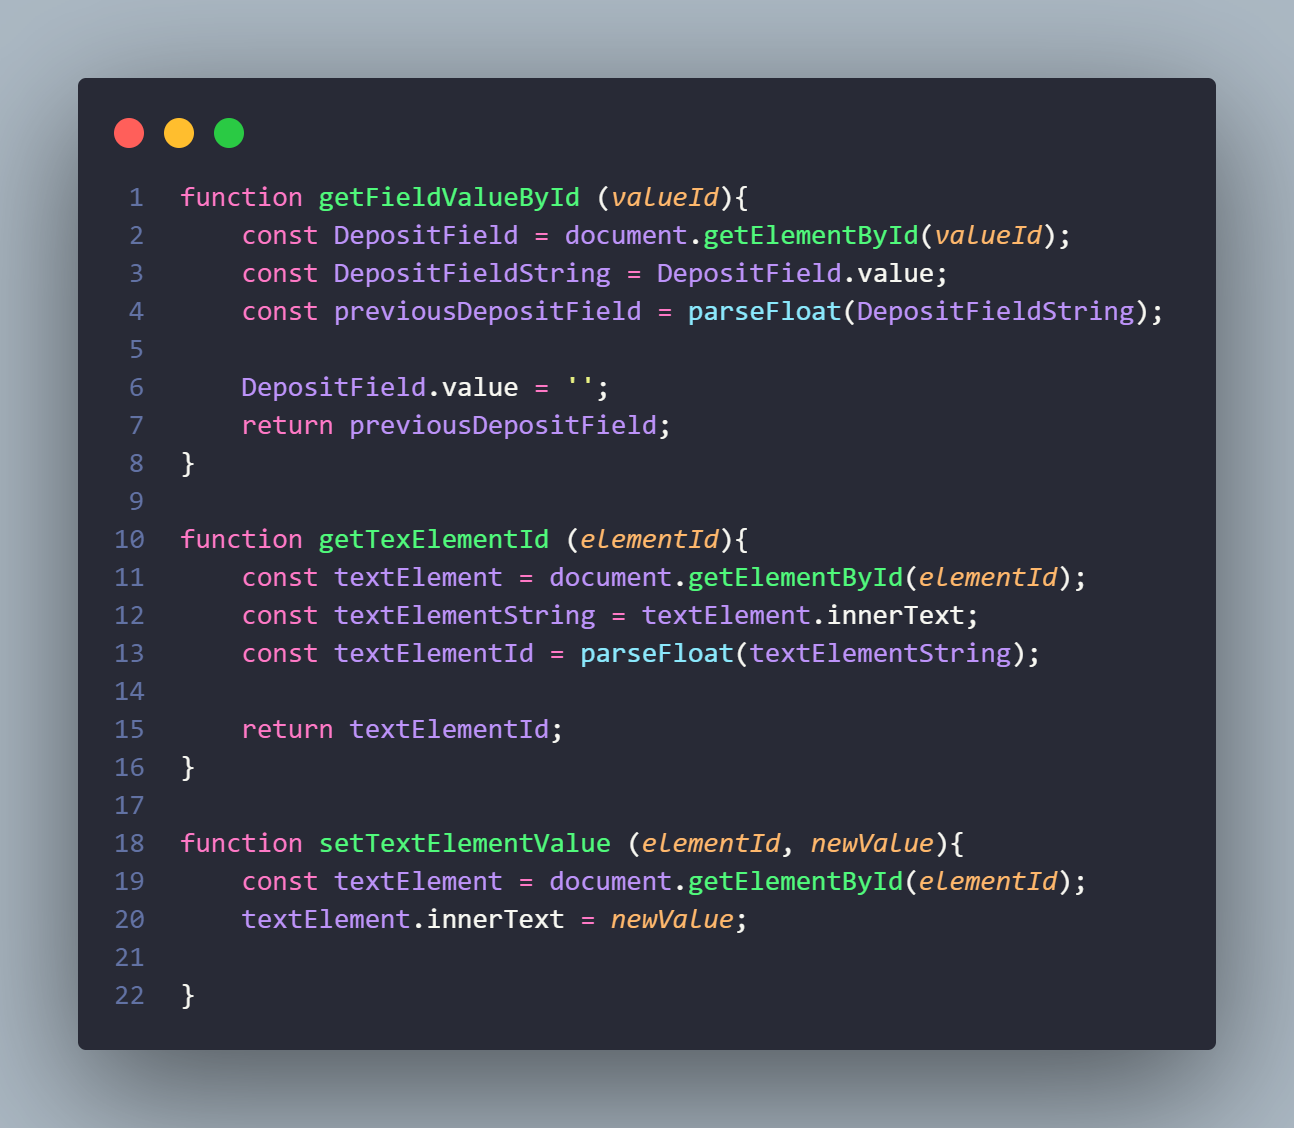 1 function getFieldValueById (valueId){
2     const DepositField = document.getElementById(valueId);
3     const DepositFieldString = DepositField.value;
4     const previousDepositField = parseFloat(DepositFieldString);
5
6     DepositField.value = '';
7     return previousDepositField;
8 }
9
10 function getTexElementId (elementId){
11     const textElement = document.getElementById(elementId);
12     const textElementString = textElement.innerText;
13     const textElementId = parseFloat(textElementString);
14
15     return textElementId;
16 }
17
18 function setTextElementValue (elementId, newValue){
19     const textElement = document.getElementById(elementId);
20     textElement.innerText = newValue;
21
22 }